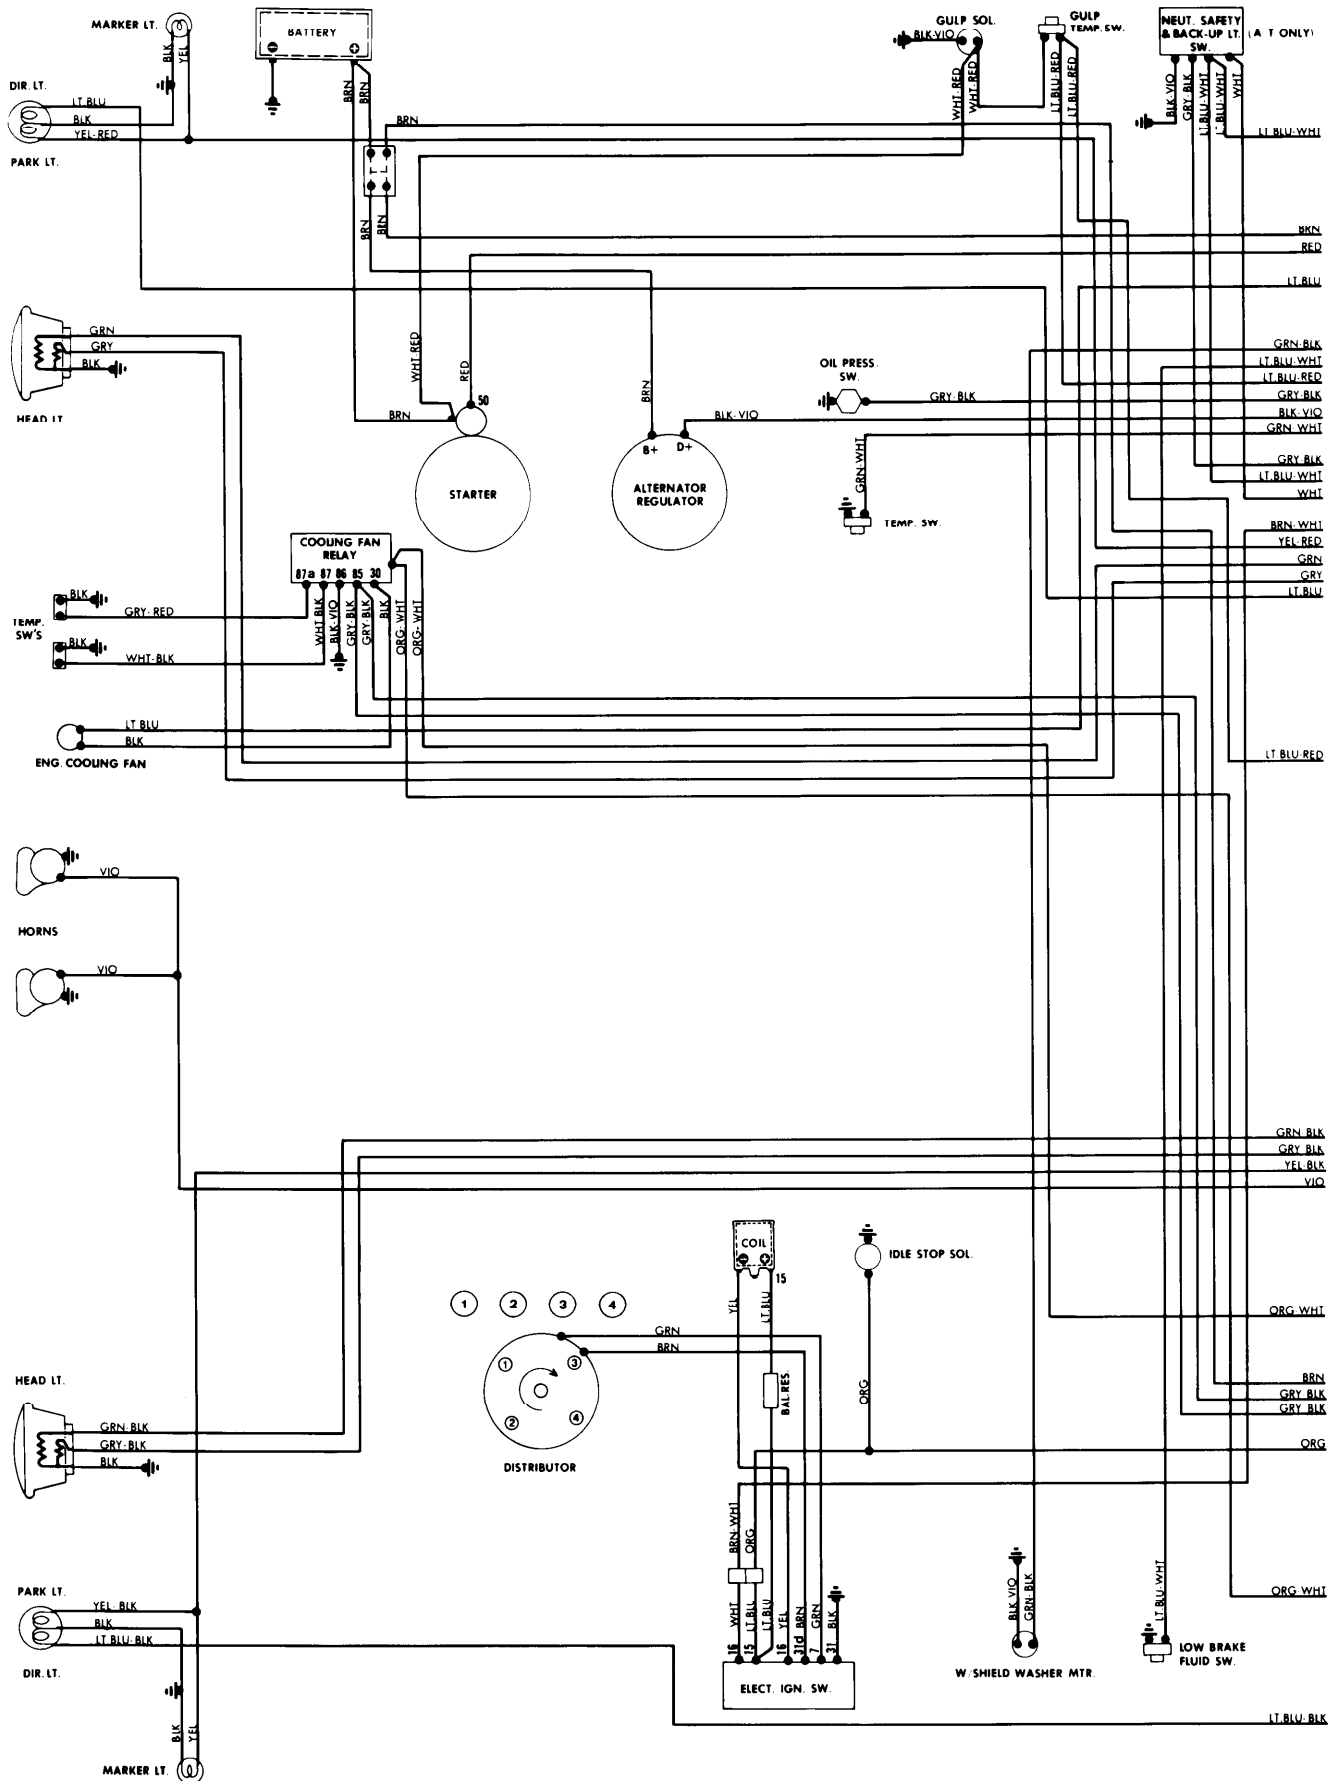 MARKER LT.
BLK
YEL
BATTERY
BRN
BRN
GULP SOL.
BLK-VIO
WHT-RED
WHT-RED
GULP
TEMP. SW.
LT.BLU-RED
LT.BLU-RED
NEUT. SAFETY
& BACK-UP LT.
SW.
(A T ONLY)
BLK-VIO
GRY-BLK
LT.BLU-WHT
LT.BLU-WHT
WHT
LT BLU-WHT
DIR. LT.
LT.BLU
BLK
YEL-RED
PARK LT.
BRN
BRN
BRN
BRN
RED
LT.BLU
GRN
GRY
BLK
HEAD LT.
WHT RED
RED
50
BRN
STARTER
BRN
B+
D+
BLK-VIO
ALTERNATOR
REGULATOR
OIL PRESS.
SW.
GRY-BLK
GRN-WHT
TEMP. SW.
GRN-BLK
LT.BLU-WHT
LT.BLU-RED
GRY-BLK
BLK-VIO
GRN-WHT
GRY BLK
LT.BLU-WHT
WHT
BRN-WHT
YEL-RED
GRN
GRY
LT.BLU
COOLING FAN
RELAY
87a 87 86 85 30
WHT BLK
BLK-VIO
GRY-BLK
GRY-BLK
BLK
ORG-WHT
ORG-WHT
BLK
GRY-RED
TEMP.
SW'S
BLK
WHT-BLK
LT BLU
BLK
ENG. COOLING FAN
LT BLU-RED
VIO
HORNS
VIO
GRN BLK
GRY BLK
YEL-BLK
VIO
COIL
15
YEL
LT.BLU
IDLE STOP SOL.
1 2 3 4
GRN
BRN
1
3
2
4
DISTRIBUTOR
BAL.RES.
ORG
ORG-WHT
BRN
GRY BLK
GRY BLK
ORG
HEAD LT.
GRN-BLK
GRY-BLK
BLK
BRN-WHT
ORG
WHT
LT.BLU
LT.BLU
YEL
BRN
GRN
BLK
16
15
16
31d
7
31
ELECT. IGN. SW.
BLK VIO
GRN-BLK
W/SHIELD WASHER MTR.
LT.BLU-WHT
LOW BRAKE
FLUID SW.
ORG-WHT
PARK LT.
YEL-BLK
BLK
LT BLU-BLK
DIR. LT.
BLK
YEL
MARKER LT.
LT.BLU-BLK